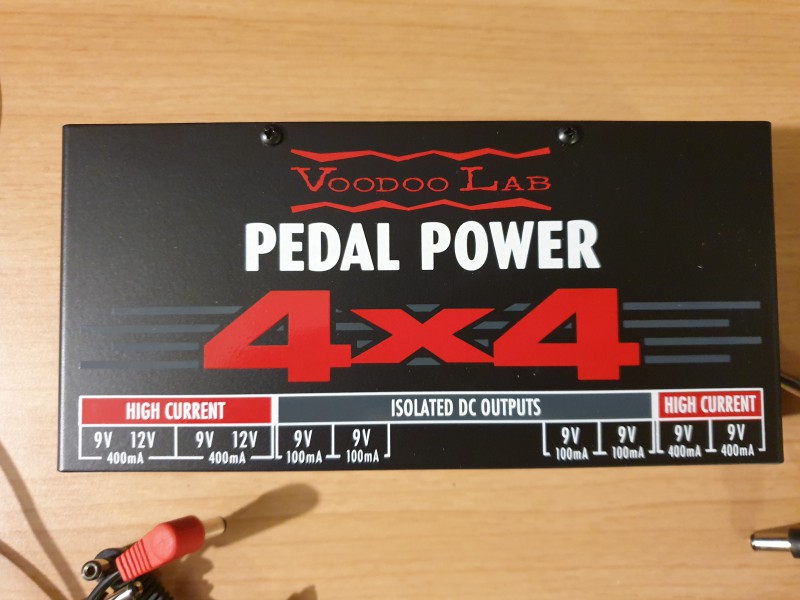 VOODOO LAB
PEDAL POWER
4x4
HIGH CURRENT ISOLATED DC OUTPUTS HIGH CURRENT
9V 12V 9V 12V 9V 9V 9V 9V 9V 9V
400mA 400mA 100mA 100mA 100mA 100mA 400mA 400mA